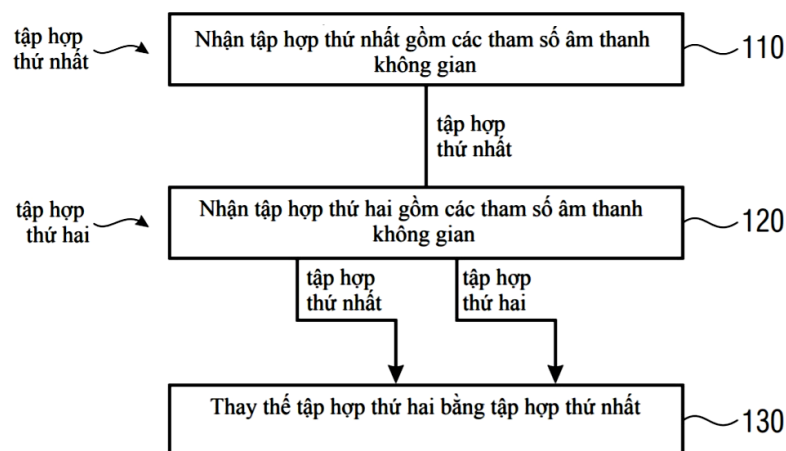 tập hợp
thứ nhất
Nhận tập hợp thứ nhất gồm các tham số âm thanh
không gian
110
tập hợp
thứ nhất
tập hợp
thứ hai
Nhận tập hợp thứ hai gồm các tham số âm thanh
không gian
120
tập hợp
thứ nhất
tập hợp
thứ hai
Thay thế tập hợp thứ hai bằng tập hợp thứ nhất
130